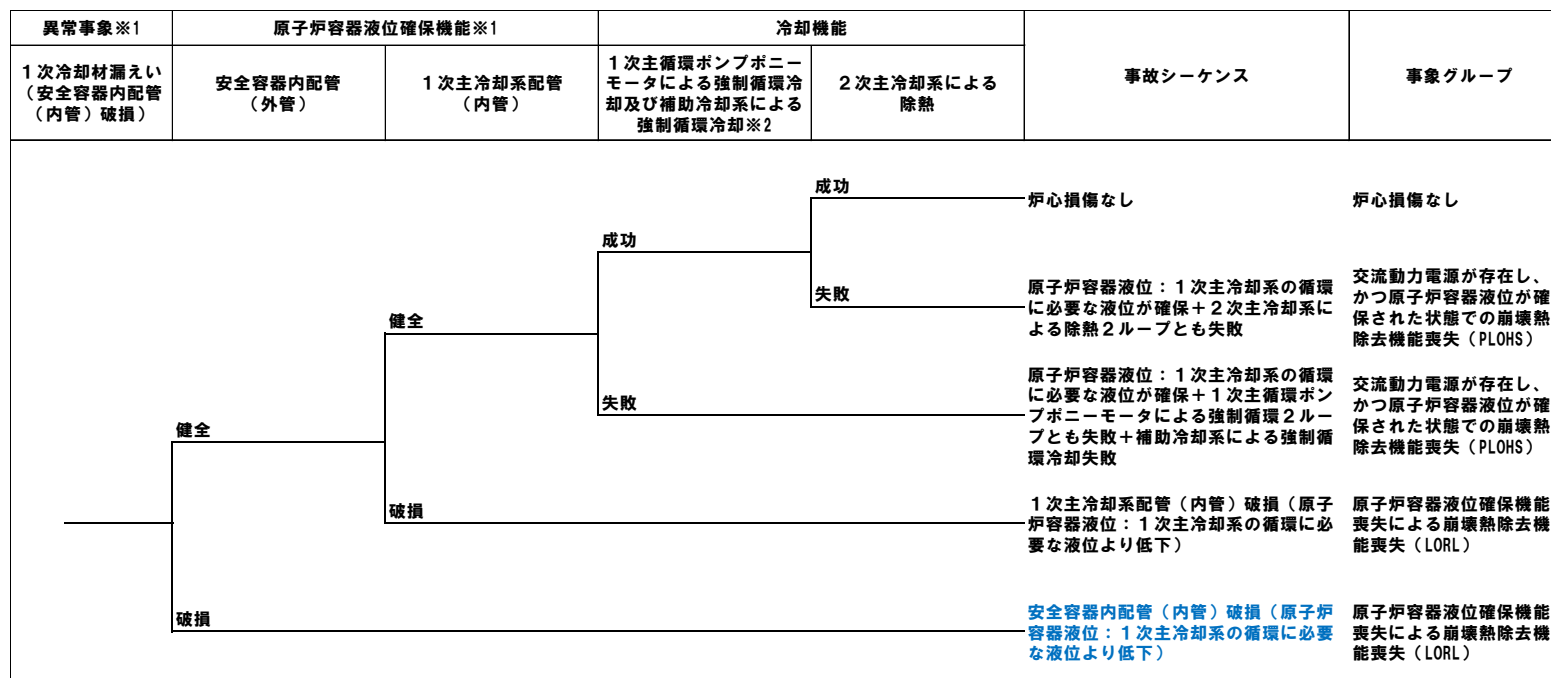 異常事象※1
原子炉容器液位確保機能※1
冷却機能
事故シーケンス
事象グループ
1次冷却材漏えい
(安全容器内配管
(内管)破損)
安全容器内配管
(外管)
1次主冷却系配管
(内管)
1次主循環ポンプポニー
モータによる強制循環冷
却及び補助冷却系による
強制循環冷却※2
2次主冷却系による
除熱
成功
炉心損傷なし
炉心損傷なし
成功
失敗
原子炉容器液位:1次主冷却系の循環
に必要な液位が確保+2次主冷却系に
よる除熱2ループとも失敗
交流動力電源が存在し、
かつ原子炉容器液位が確
保された状態での崩壊熱
除去機能喪失(PLOHS)
健全
失敗
原子炉容器液位:1次主冷却系の循環
に必要な液位が確保+1次主循環ポン
プポニーモータによる強制循環2ルー
プとも失敗+補助冷却系による強制循
環冷却失敗
交流動力電源が存在し、
かつ原子炉容器液位が確
保された状態での崩壊熱
除去機能喪失(PLOHS)
健全
破損
1次主冷却系配管(内管)破損(原子
炉容器液位:1次主冷却系の循環に必
要な液位より低下)
原子炉容器液位確保機能
喪失による崩壊熱除去機
能喪失(LORL)
破損
安全容器内配管(内管)破損(原子炉
容器液位:1次主冷却系の循環に必要
な液位より低下)
原子炉容器液位確保機能
喪失による崩壊熱除去機
能喪失(LORL)